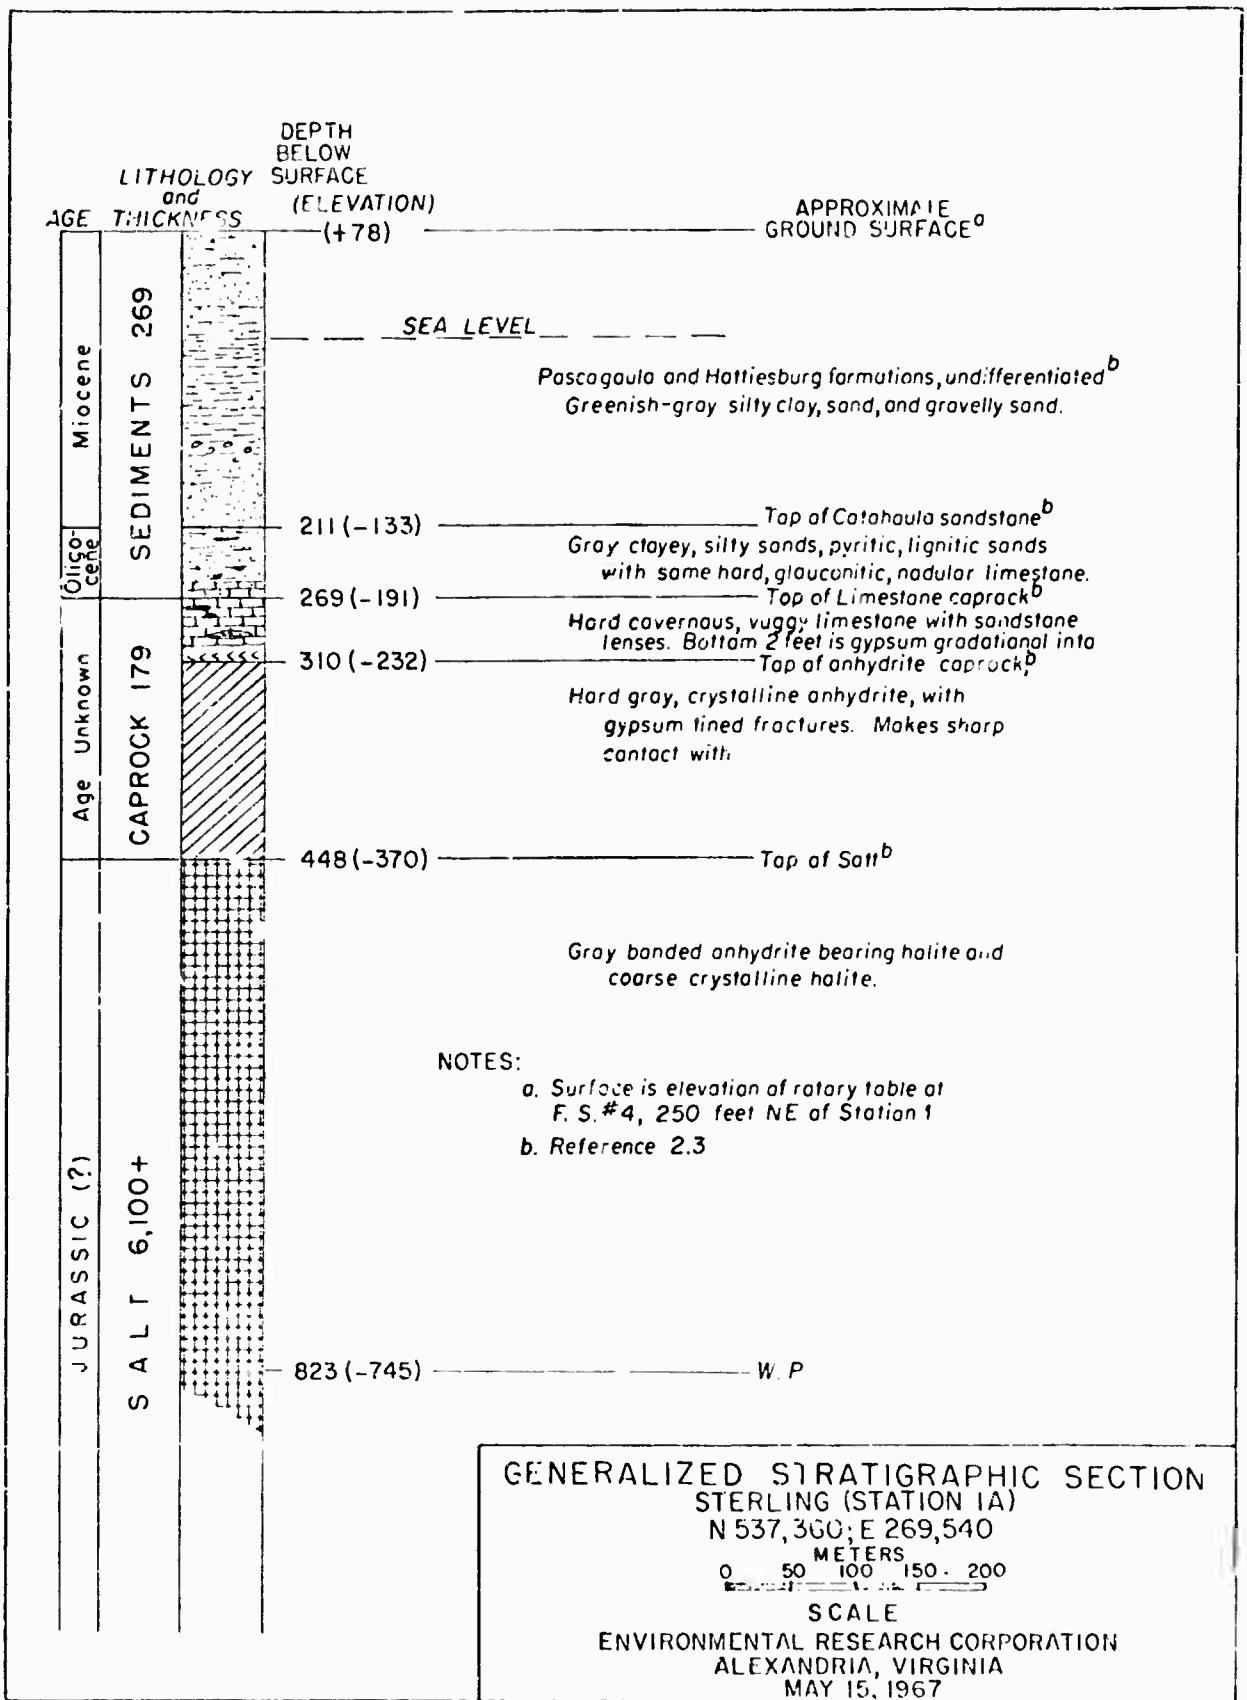 DEPTH
BELOW
LITHOLOGY SURFACE
and (ELEVATION)
AGE THICKNESS
(+78)
APPROXIMATE
GROUND SURFACE a
SEA LEVEL
Miocene
SEDIMENTS 269
Pascagoula and Hattiesburg formations, undifferentiated b
Greenish-gray silty clay, sand, and gravelly sand.
211 (-133) Top of Catahoula sandstone b
Oligo-
cene
Gray clayey, silty sands, pyritic, lignitic sands
with some hard, glauconitic, nodular limestone.
269 (-191) Top of Limestone caprock b
Hard cavernous, vuggy limestone with sandstone
lenses. Bottom 2 feet is gypsum gradational into
310 (-232) Top of anhydrite caprock, b
Age Unknown
CAPROCK 179
Hard gray, crystalline anhydrite, with
gypsum lined fractures. Makes sharp
contact with
448 (-370) Top of Salt b
Gray banded anhydrite bearing halite and
coarse crystalline halite.
NOTES:
a. Surface is elevation of rotary table at
F. S. #4, 250 feet NE of Station 1
b. Reference 2.3
JURASSIC (?)
SALT 6,100+
823 (-745) W. P
GENERALIZED STRATIGRAPHIC SECTION
STERLING (STATION 1A)
N 537,360; E 269,540
METERS
0 50 100 150 200
SCALE
ENVIRONMENTAL RESEARCH CORPORATION
ALEXANDRIA, VIRGINIA
MAY 15, 1967